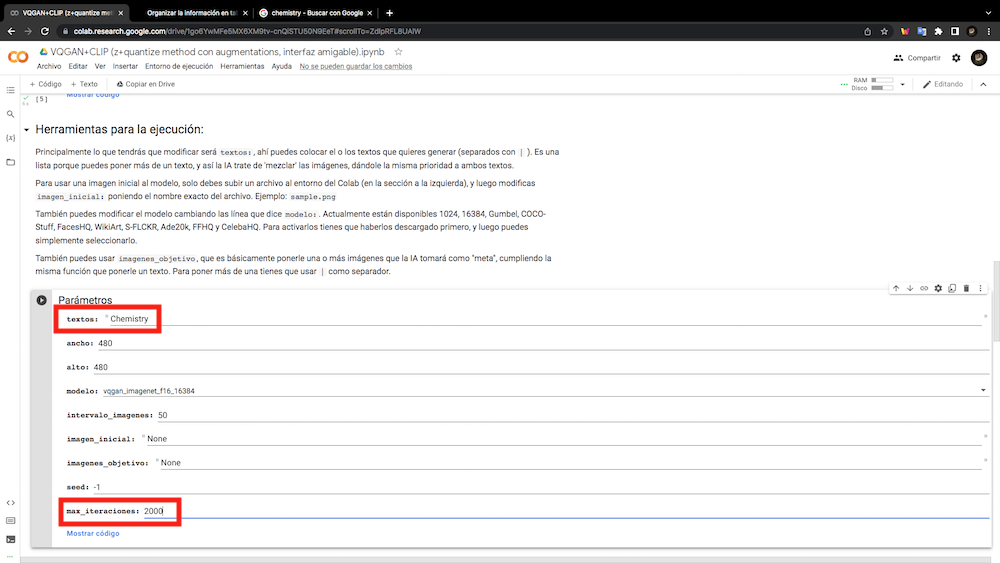 VQGAN+CLIP (z+quantize met
Organizar la información en tab
chemistry - Buscar con Google
colab.research.google.com/drive/1go6YwMFe5MX6XM9tv-cnQiSTU50N9EeT#scrollTo=ZdlpRFL8UAlW
VQGAN+CLIP (z+quantize method con augmentations, interfaz amigable).ipynb
Archivo Editar Ver Insertar Entorno de ejecución Herramientas Ayuda No se pueden guardar los cambios
Compartir
+ Código + Texto Copiar en Drive
RAM
Disco
Editando
[5]
Mostrar código
Herramientas para la ejecución:
Principalmente lo que tendrás que modificar será textos:, ahí puedes colocar el o los textos que quieres generar (separados con | ). Es una
lista porque puedes poner más de un texto, y así la IA trate de 'mezclar' las imágenes, dándole la misma prioridad a ambos textos.
Para usar una imagen inicial al modelo, solo debes subir un archivo al entorno del Colab (en la sección a la izquierda), y luego modificas
imagen_inicial: poniendo el nombre exacto del archivo. Ejemplo: sample.png
También puedes modificar el modelo cambiando las línea que dice modelo:. Actualmente están disponibles 1024, 16384, Gumbel, COCO-
Stuff, FacesHQ, WikiArt, S-FLCKR, Ade20k, FFHQ y CelebaHQ. Para activarlos tienes que haberlos descargado primero, y luego puedes
simplemente seleccionarlo.
También puedes usar imagenes_objetivo, que es básicamente ponerle una o más imágenes que la IA tomará como "meta", cumpliendo la
misma función que ponerle un texto. Para poner más de una tienes que usar | como separador.
Parámetros
textos: " Chemistry "
ancho: 480
alto: 480
modelo: vqgan_imagenet_f16_16384
intervalo_imagenes: 50
imagen_inicial: " None "
imagenes_objetivo: " None "
seed: -1
max_iteraciones: 2000
Mostrar código